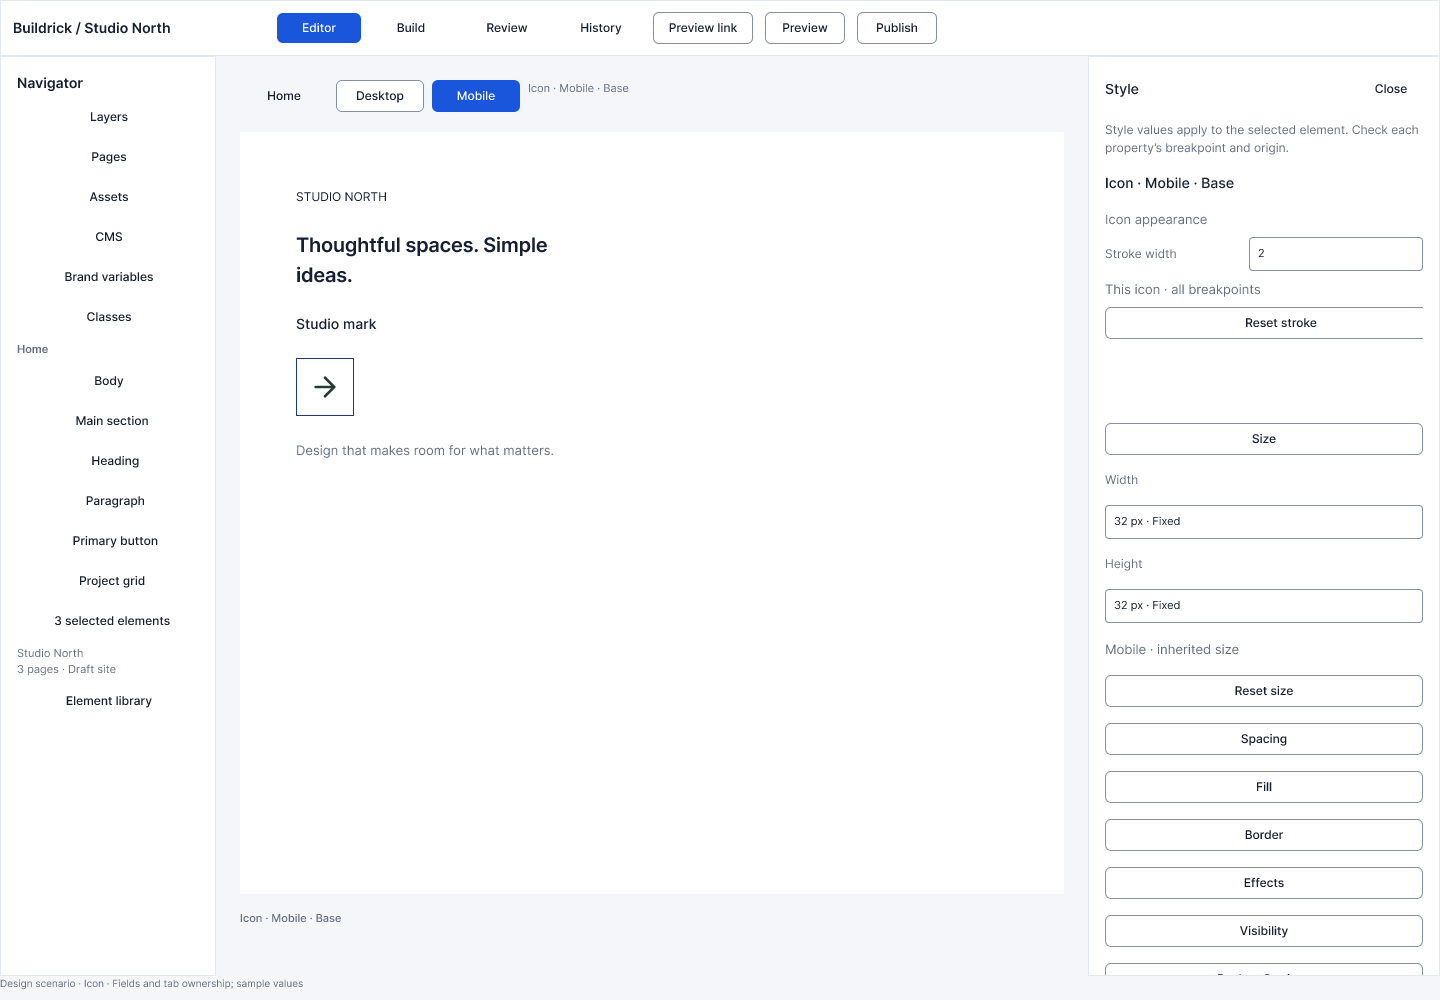 Buildrick / Studio North
Editor
Build
Review
History
Preview link
Preview
Publish
Navigator
Layers
Pages
Assets
CMS
Brand variables
Classes
Home
Body
Main section
Heading
Paragraph
Primary button
Project grid
3 selected elements
Studio North
3 pages · Draft site
Element library
Home
Desktop
Mobile
Icon · Mobile · Base
STUDIO NORTH
Thoughtful spaces. Simple
ideas.
Studio mark
Design that makes room for what matters.
Icon · Mobile · Base
Style
Close
Style values apply to the selected element. Check each
property’s breakpoint and origin.
Icon · Mobile · Base
Icon appearance
Stroke width
2
This icon · all breakpoints
Reset stroke
Size
Width
32 px · Fixed
Height
32 px · Fixed
Mobile · inherited size
Reset size
Spacing
Fill
Border
Effects
Visibility
Design scenario · Icon · Fields and tab ownership; sample values